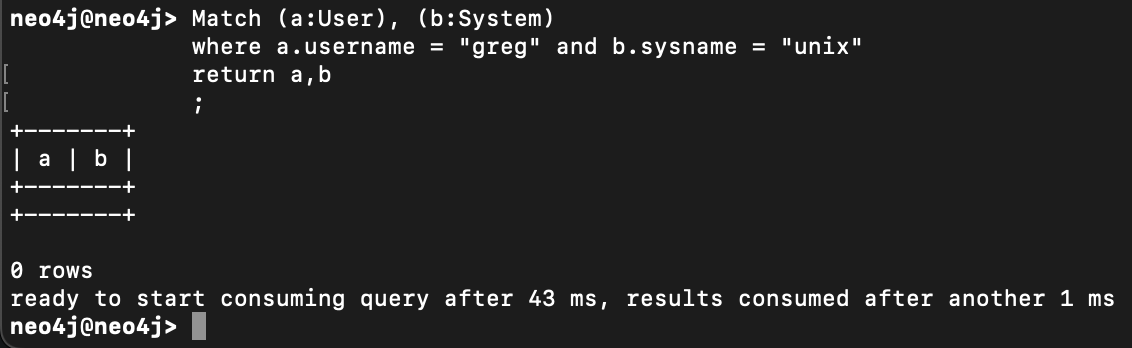 neo4j@neo4j> Match (a:User), (b:System)
where a.username = "greg" and b.sysname = "unix"
[ return a,b
[ ;
+-------+
| a | b |
+-------+
+-------+
0 rows
ready to start consuming query after 43 ms, results consumed after another 1 ms
neo4j@neo4j>